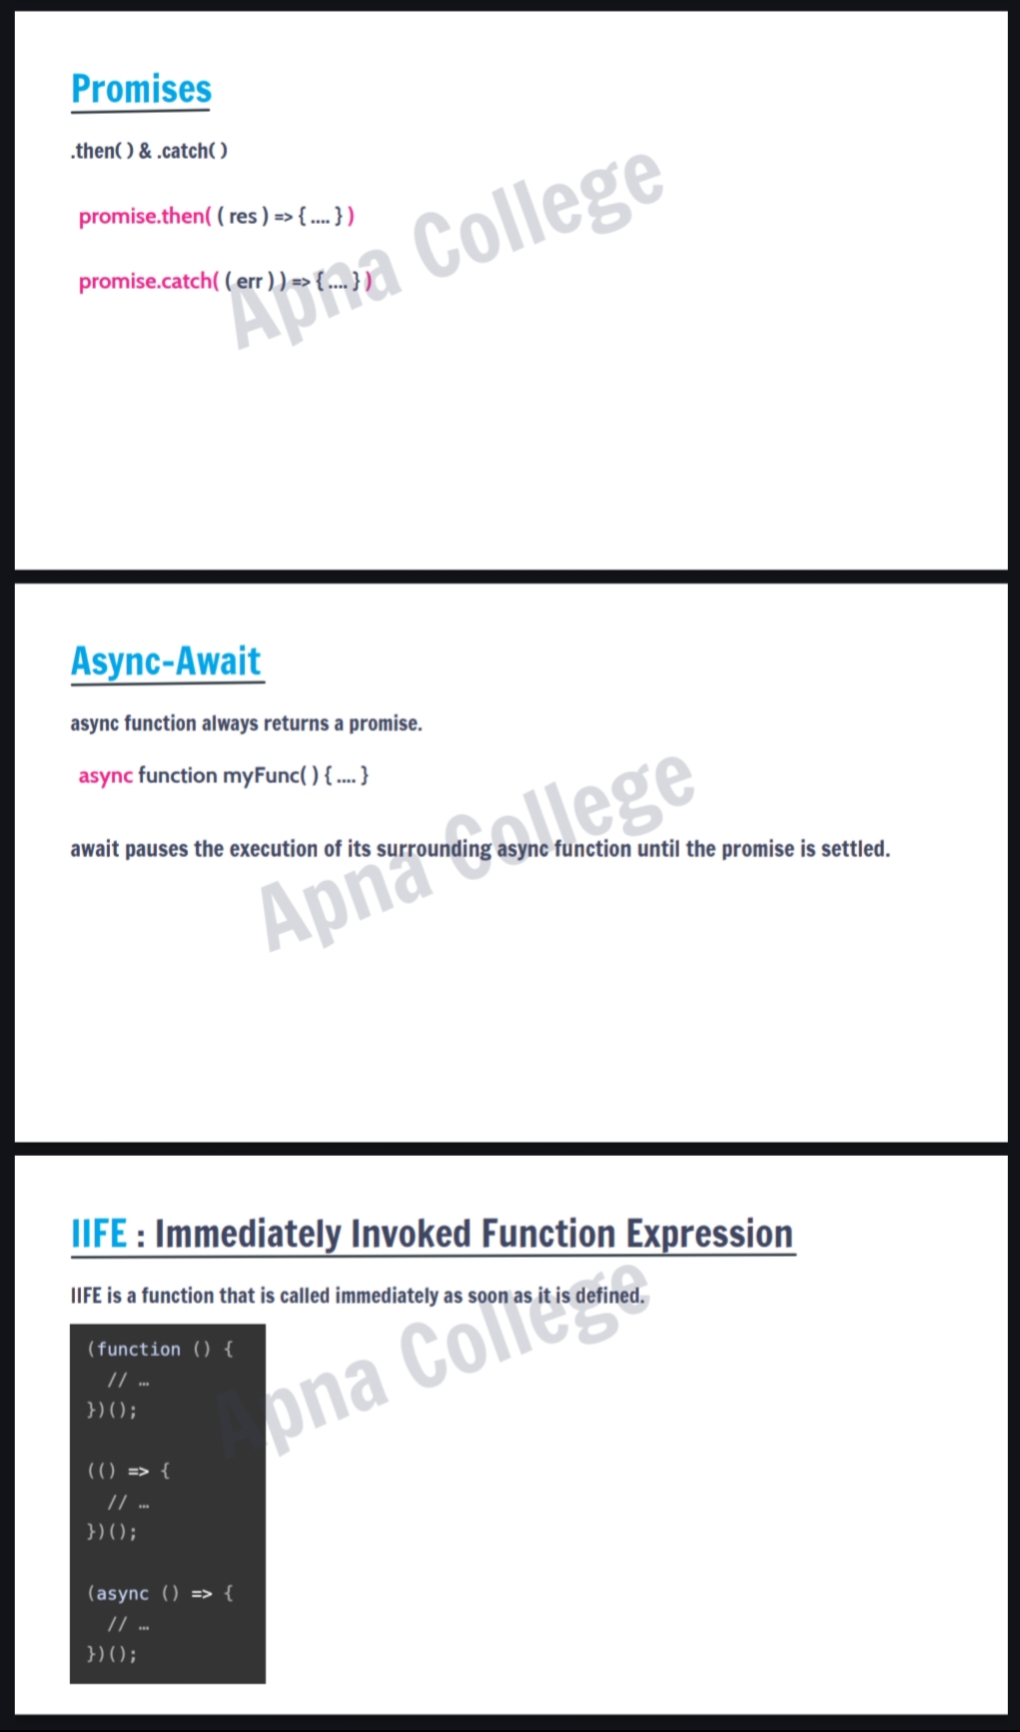 Promises
.then( ) & .catch( )
promise.then( ( res ) => { .... } )
promise.catch( ( err ) ) => { .... } )
Apna College
Async-Await
async function always returns a promise.
async function myFunc( ) { .... }
await pauses the execution of its surrounding async function until the promise is settled.
Apna College
IIFE : Immediately Invoked Function Expression
IIFE is a function that is called immediately as soon as it is defined.
(function () {
  // …
})();
(() => {
  // …
})();
(async () => {
  // …
})();
Apna College